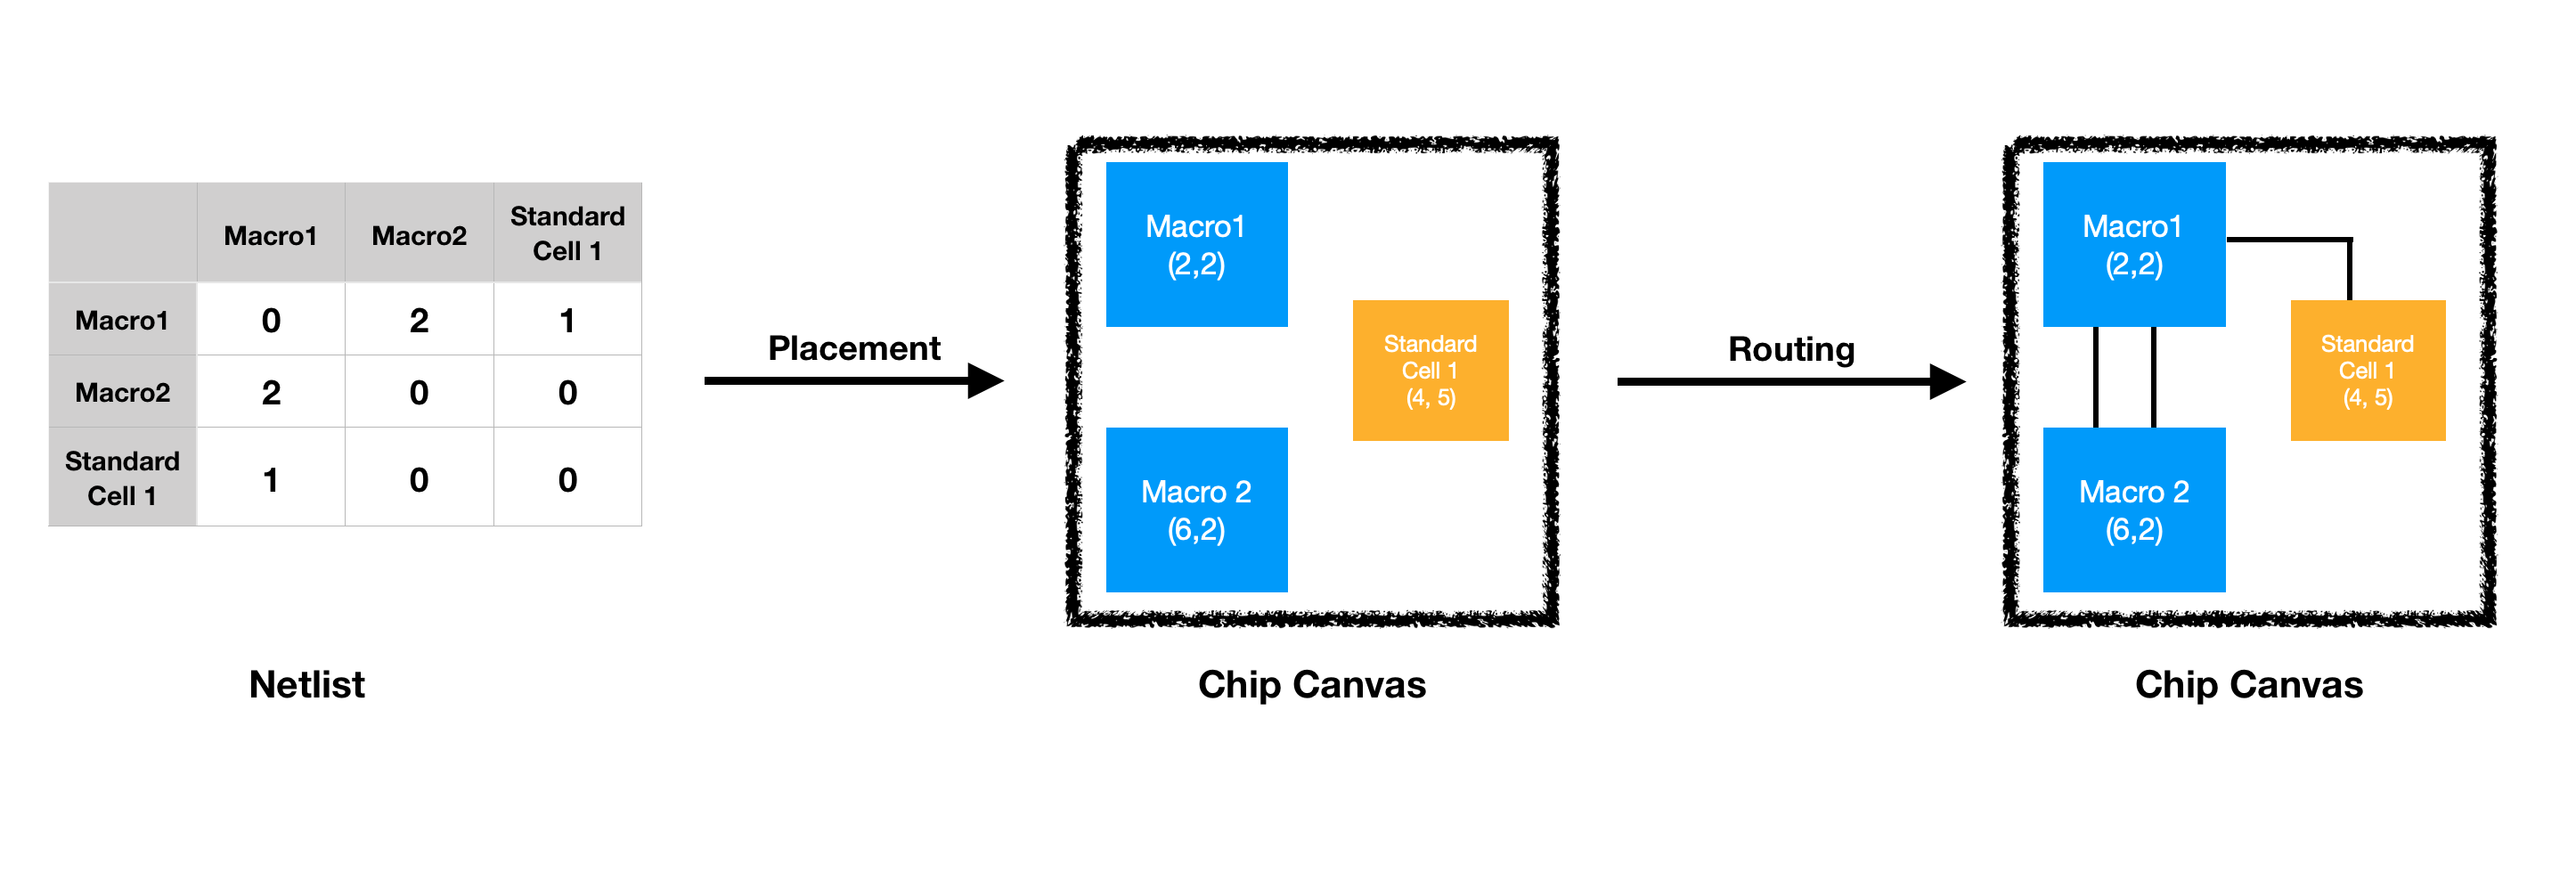 Macro1 Macro2 Standard
Cell 1
Macro1 0 2 1
Macro2 2 0 0
Standard
Cell 1 1 0 0
Netlist
Placement
Macro1
(2,2)
Standard
Cell 1
(4, 5)
Macro 2
(6,2)
Chip Canvas
Routing
Macro1
(2,2)
Standard
Cell 1
(4, 5)
Macro 2
(6,2)
Chip Canvas